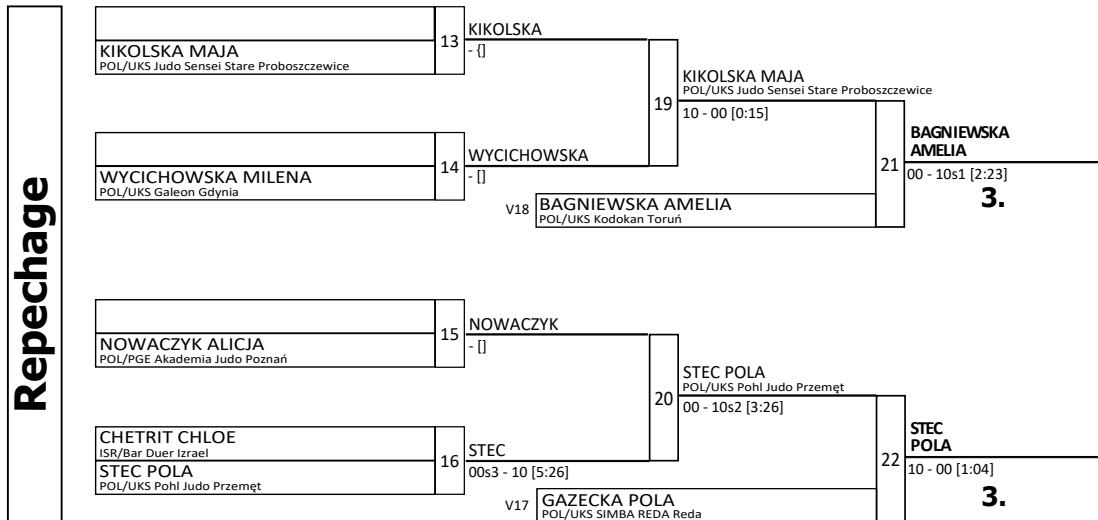 Repechage
13
KIKOLSKA MAJA
POL/UKS Judo Sensei Stare Proboszczewice
KIKOLSKA
- {]
14
WYCICHOWSKA MILENA
POL/UKS Galeon Gdynia
WYCICHOWSKA
- []
19
KIKOLSKA MAJA
POL/UKS Judo Sensei Stare Proboszczewice
10 - 00 [0:15]
V18
BAGNIEWSKA AMELIA
POL/UKS Kodokan Toruń
21
BAGNIEWSKA
AMELIA
00 - 10s1 [2:23]
3.
15
NOWACZYK ALICJA
POL/PGE Akademia Judo Poznań
NOWACZYK
- []
CHETRIT CHLOE
ISR/Bar Duer Izrael
16
STEC POLA
POL/UKS Pohl Judo Przemęt
STEC
00s3 - 10 [5:26]
20
STEC POLA
POL/UKS Pohl Judo Przemęt
00 - 10s2 [3:26]
V17
GAZECKA POLA
POL/UKS SIMBA REDA Reda
22
STEC
POLA
10 - 00 [1:04]
3.